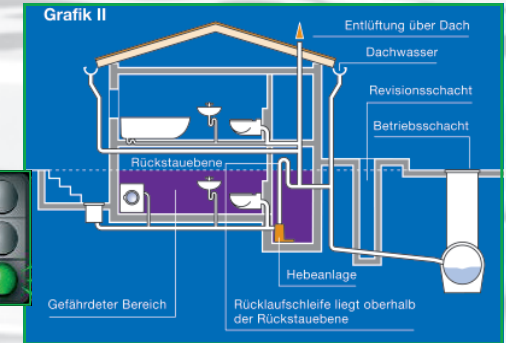 Grafik II
Entlüftung über Dach
Dachwasser
Revisionsschacht
Betriebsschacht
Rückstauebene
Hebeanlage
Gefährdeter Bereich
Rücklaufschleife liegt oberhalb
der Rückstauebene